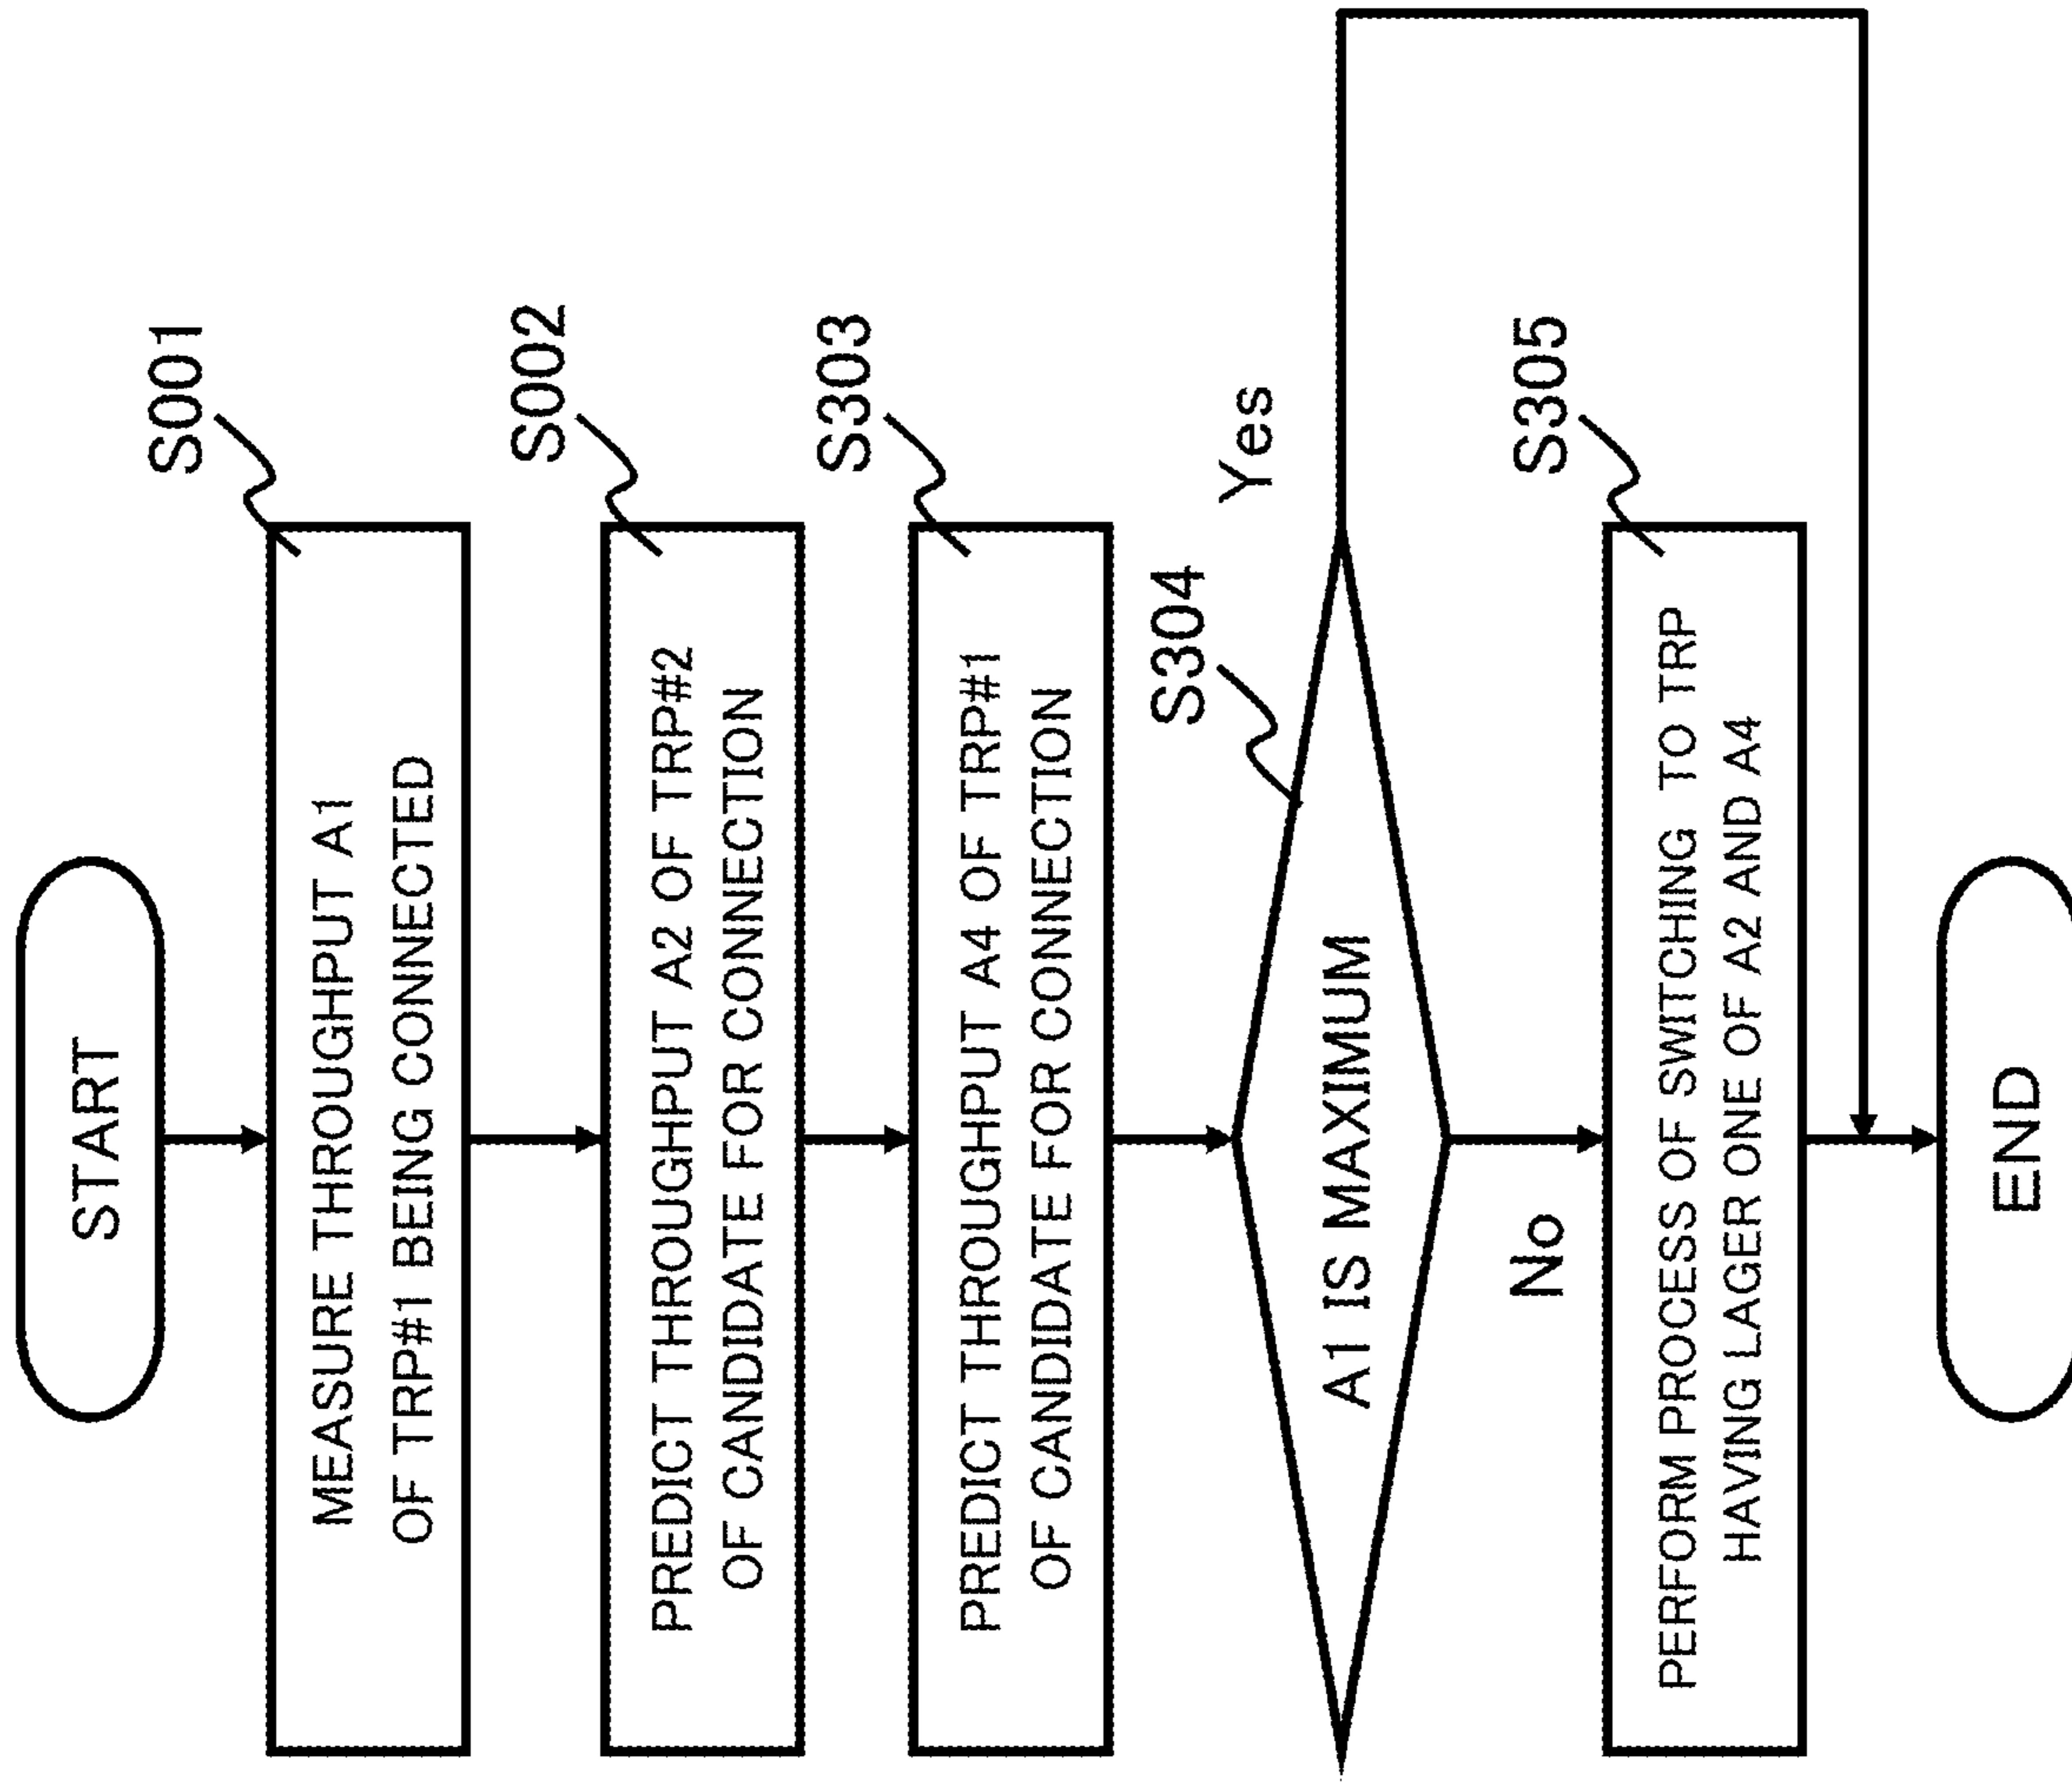 START
S001
MEASURE THROUGHPUT A1
OF TRP#1 BEING CONNECTED
S002
PREDICT THROUGHPUT A2 OF TRP#2
OF CANDIDATE FOR CONNECTION
S303
PREDICT THROUGHPUT A4 OF TRP#1
OF CANDIDATE FOR CONNECTION
S304
A1 IS MAXIMUM
Yes
No
S305
PERFORM PROCESS OF SWITCHING TO TRP
HAVING LAGER ONE OF A2 AND A4
END